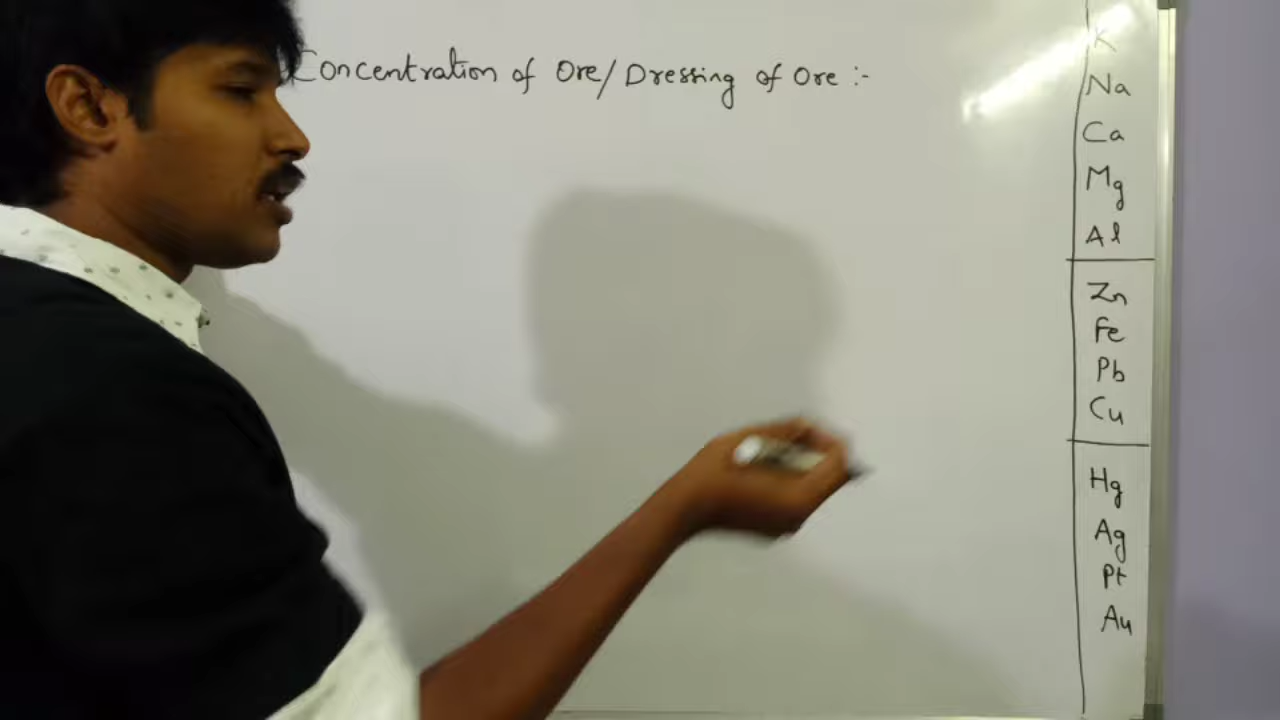 Concentration of Ore/Dressing of Ore :-
K
Na
Ca
Mg
Al
Zn
Fe
Pb
Cu
Hg
Ag
Pt
Au